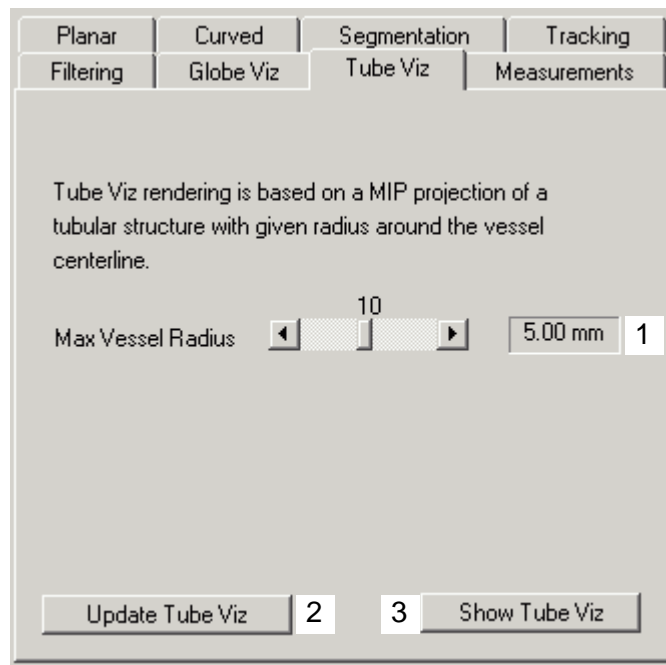 Planar Curved Segmentation Tracking
Filtering Globe Viz Tube Viz Measurements
Tube Viz rendering is based on a MIP projection of a
tubular structure with given radius around the vessel
centerline.
10
Max Vessel Radius 5.00 mm 1
Update Tube Viz 2 3 Show Tube Viz